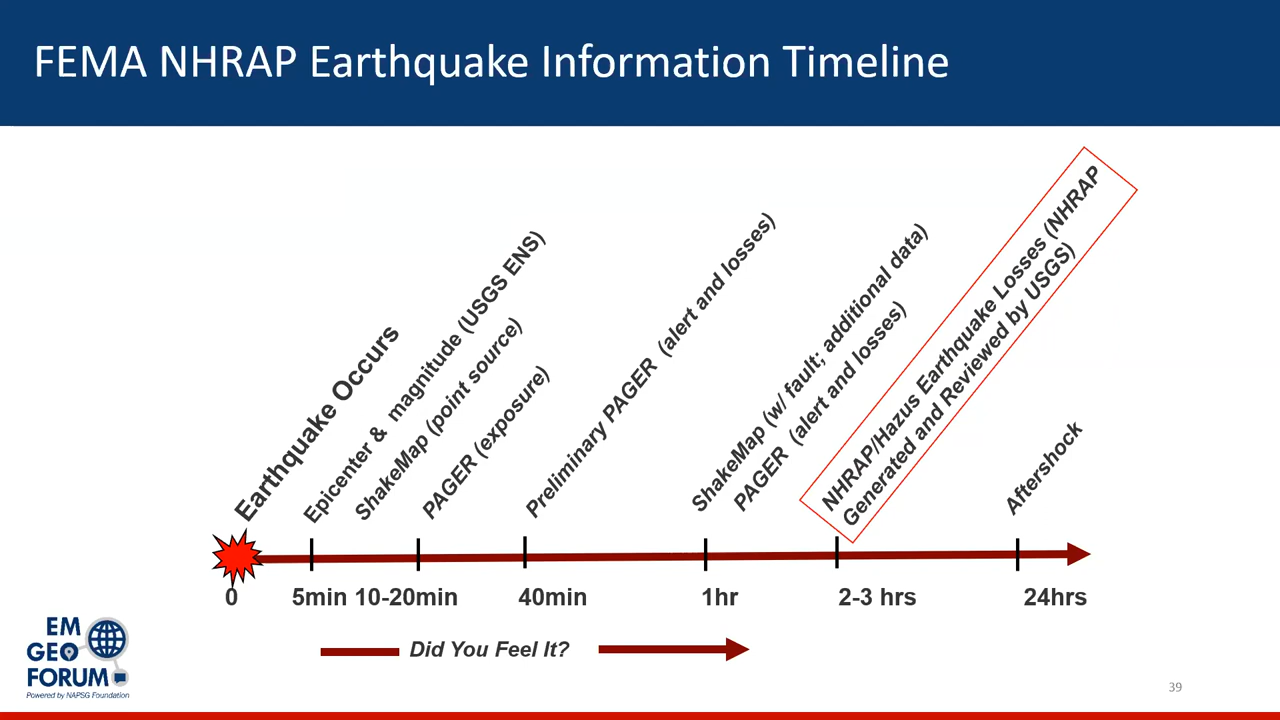 FEMA NHRAP Earthquake Information Timeline
Earthquake Occurs
Epicenter & magnitude (USGS ENS)
ShakeMap (point source)
PAGER (exposure)
Preliminary PAGER (alert and losses)
ShakeMap (w/ fault; additional data)
PAGER (alert and losses)
NHRAP/Hazus Earthquake Losses (NHRAP
Generated and Reviewed by USGS)
Aftershock
0 5min 10-20min 40min 1hr 2-3 hrs 24hrs
Did You Feel It?
EM
GEO
FORUM
Powered by NAPSG Foundation
39